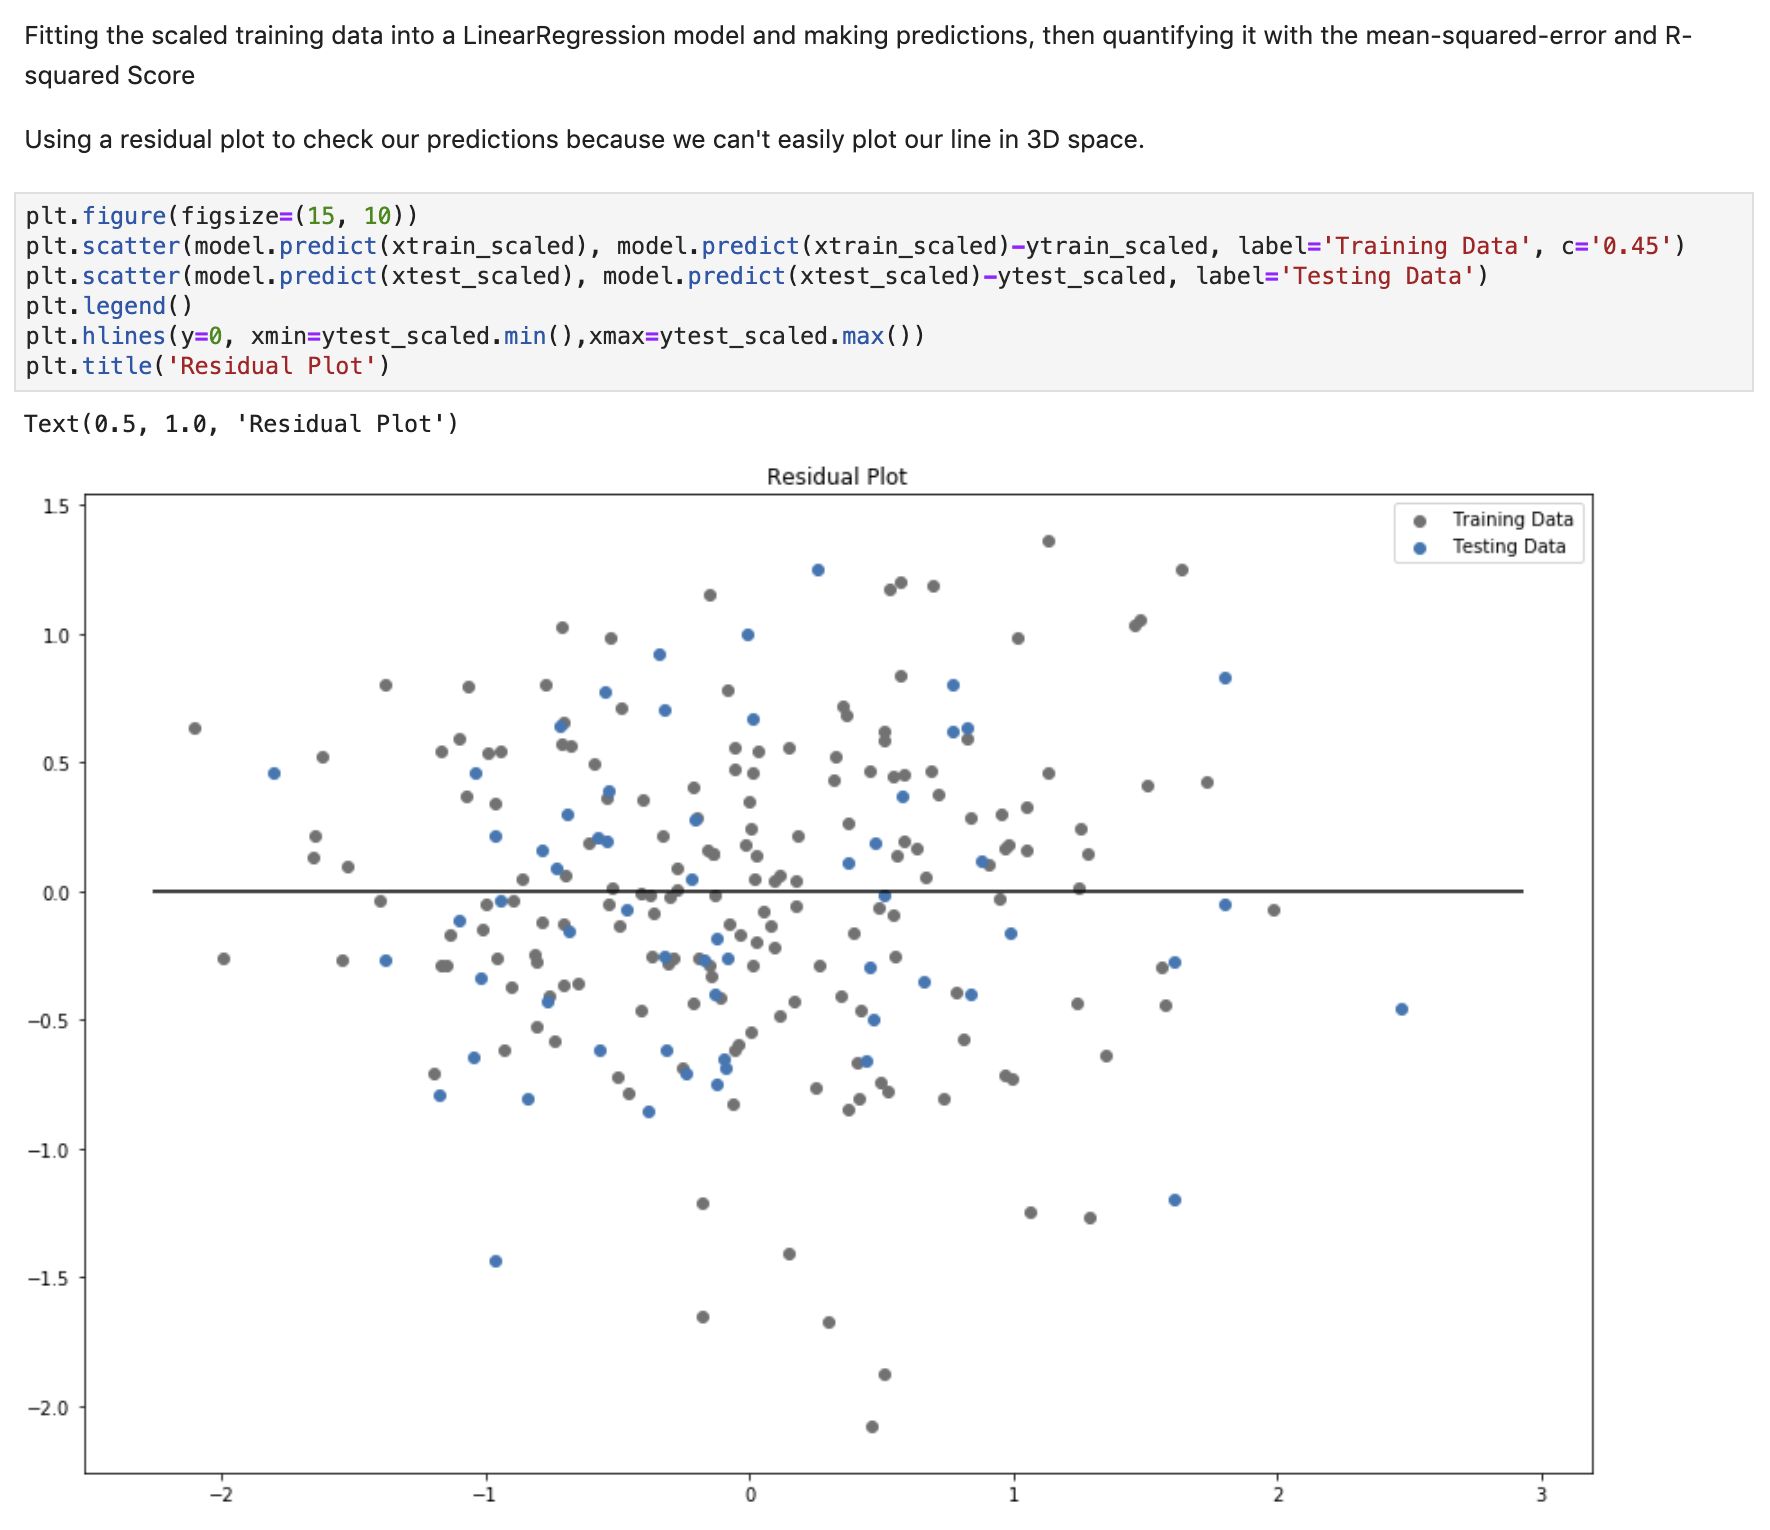 Fitting the scaled training data into a LinearRegression model and making predictions, then quantifying it with the mean-squared-error and R-
squared Score
Using a residual plot to check our predictions because we can't easily plot our line in 3D space.
plt.figure(figsize=(15, 10))
plt.scatter(model.predict(xtrain_scaled), model.predict(xtrain_scaled)-ytrain_scaled, label='Training Data', c='0.45')
plt.scatter(model.predict(xtest_scaled), model.predict(xtest_scaled)-ytest_scaled, label='Testing Data')
plt.legend()
plt.hlines(y=0, xmin=ytest_scaled.min(),xmax=ytest_scaled.max())
plt.title('Residual Plot')
Text(0.5, 1.0, 'Residual Plot')
Residual Plot
Training Data
Testing Data
1.5
1.0
0.5
0.0
−0.5
−1.0
−1.5
−2.0
−2 −1 0 1 2 3